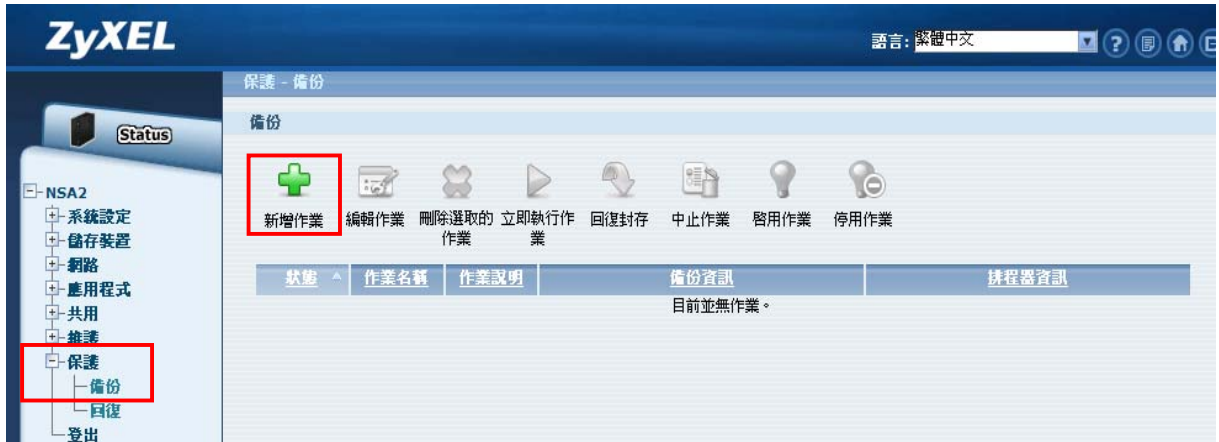 ZyXEL
語言: 繁體中文
保護 - 備份
Status
備份
新增作業
編輯作業
刪除選取的
作業
立即執行作
業
回復封存
中止作業
啓用作業
停用作業
狀態 作業名稱 作業說明 備份資訊 排程器資訊
目前並無作業。
NSA2
系統設定
儲存裝置
網路
應用程式
共用
維護
保護
備份
回復
登出